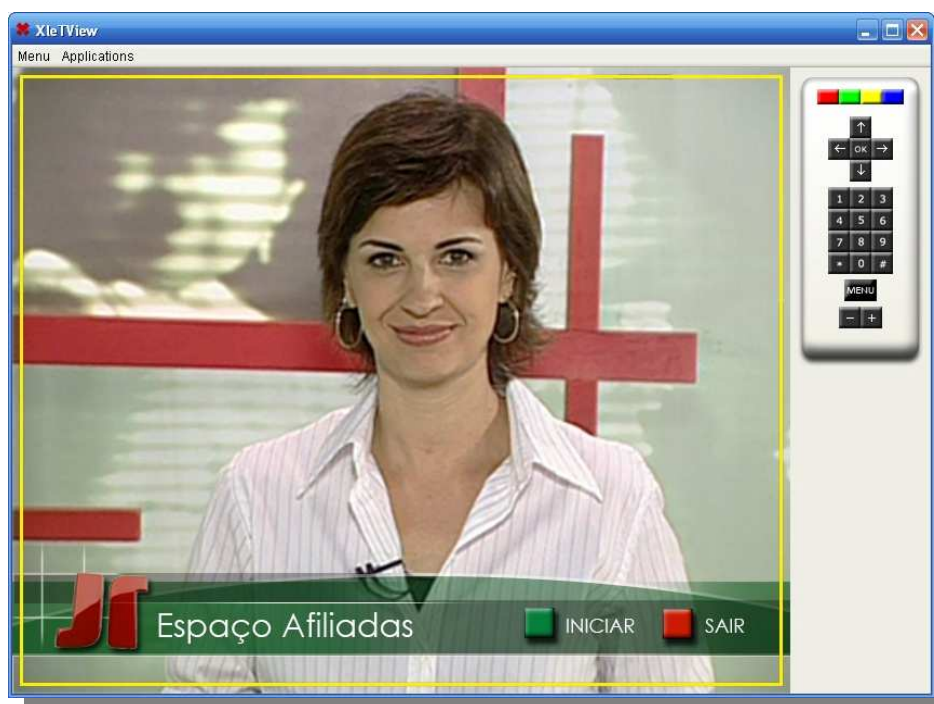 XleTView
Menu Applications
↑
← OK →
↓
1 2 3
4 5 6
7 8 9
* 0 #
MENU
− +
Espaço Afiliadas
INICIAR
SAIR